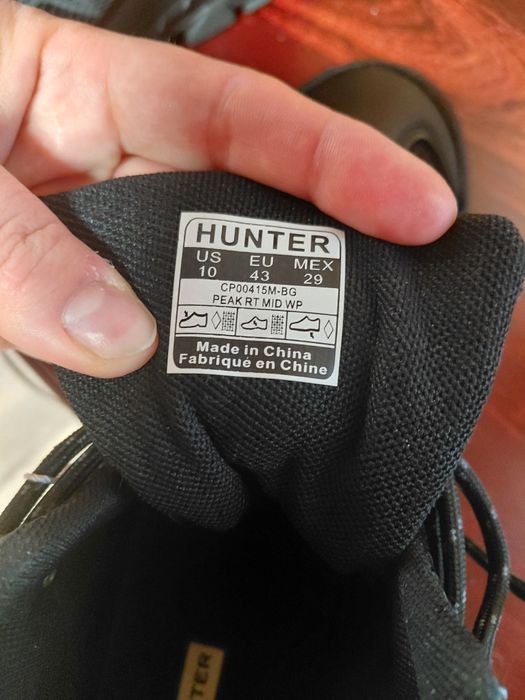 HUNTER
US EU MEX
10 43 29
CP00415M-BG
PEAK RT MID WP
Made in China
Fabriqué en Chine
NTER